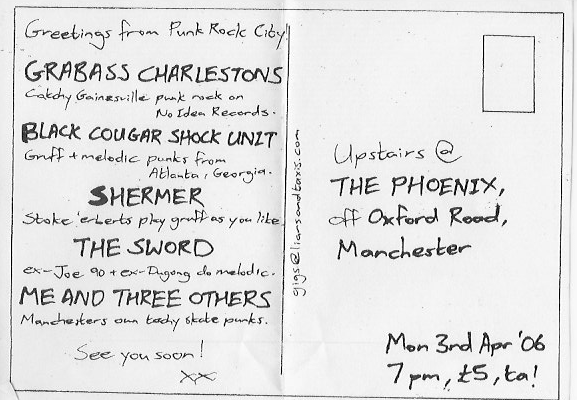 Greetings from Punk Rock City!
GRABASS CHARLESTONS
Catchy Gainesville punk rock on
No Idea Records.
BLACK COUGAR SHOCK UNIT
Gruff + melodic punks from
Atlanta, Georgia.
SHERMER
Stoke 'erberts play gruff as you like
THE SWORD
ex-Joe 90 + ex-Dugong do melodic.
ME AND THREE OTHERS
Manchesters own techy skate punks.
See you soon!
xx
gigs@liarsandtaxis.com
Upstairs @
THE PHOENIX,
off Oxford Road,
Manchester
Mon 3rd Apr '06
7pm, £5, ta!